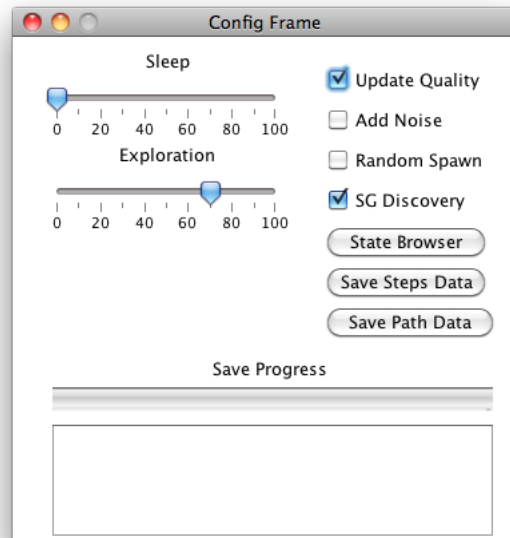 Config Frame
Sleep
0 20 40 60 80 100
Exploration
0 20 40 60 80 100
Update Quality
Add Noise
Random Spawn
SG Discovery
State Browser
Save Steps Data
Save Path Data
Save Progress